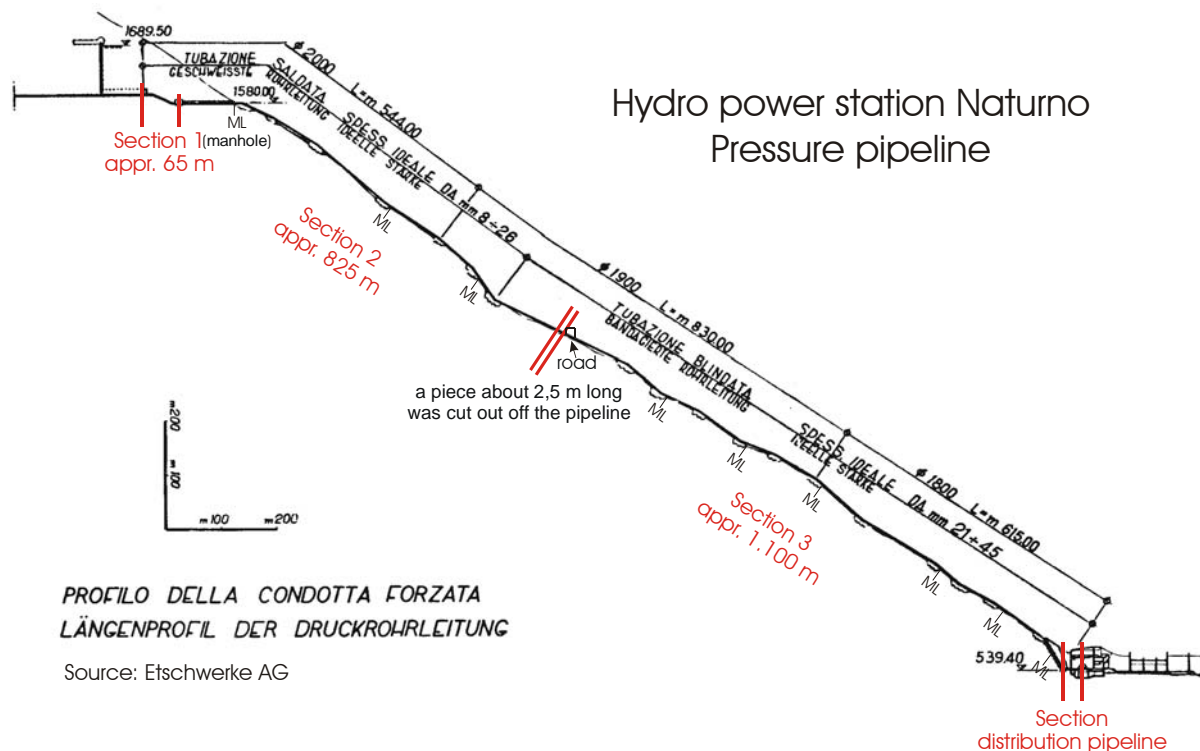 Hydro power station Naturno
Pressure pipeline
1689.50
TUBAZIONE
GESCHWEISSTE
SALDATA
ROHRLEITUNG
SPESS IDEALE DA mm 8÷26
IDEELLE STÄRKE
1580.00
ø 2000 L=m 544.00
Section 1
appr. 65 m
ML
(manhole)
Section 2
appr. 825 m
ML
ML
ø 1900 L=m 830.00
TUBAZIONE BLINDATA
BANDAGIERTE ROHRLEITUNG
road
a piece about 2,5 m long
was cut out off the pipeline
ML
ML
ML
SPESS IDEALE DA mm 21÷45
IDEELLE STÄRKE
ø 1800 L=m 615.00
Section 3
appr. 1.100 m
ML
ML
ML
m200
m100
m100 m200
PROFILO DELLA CONDOTTA FORZATA
LÄNGENPROFIL DER DRUCKROHRLEITUNG
Source: Etschwerke AG
539.40
Section
distribution pipeline